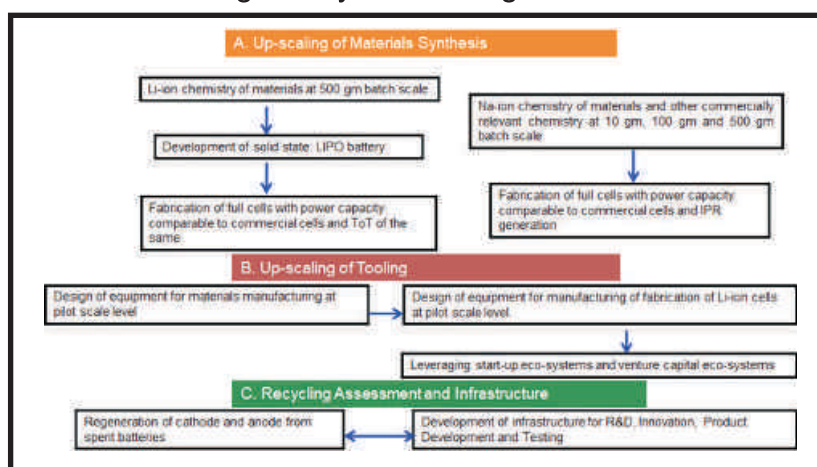 A. Up-scaling of Materials Synthesis
Li-ion chemistry of materials at 500 gm batch scale
Na-ion chemistry of materials and other commercially
relevant chemistry at 10 gm, 100 gm and 500 gm
batch scale
Development of solid state LIPO battery
Fabrication of full cells with power capacity
comparable to commercial cells and ToT of the
same
Fabrication of full cells with power capacity
comparable to commercial cells and IPR
generation
B. Up-scaling of Tooling
Design of equipment for materials manufacturing at
pilot scale level
Design of equipment for manufacturing of fabrication of Li-ion cells
at pilot scale level.
Leveraging start-up eco-systems and venture capital eco-systems
C. Recycling Assessment and Infrastructure
Regeneration of cathode and anode from
spent batteries
Development of infrastructure for R&D, Innovation, Product
Development and Testing